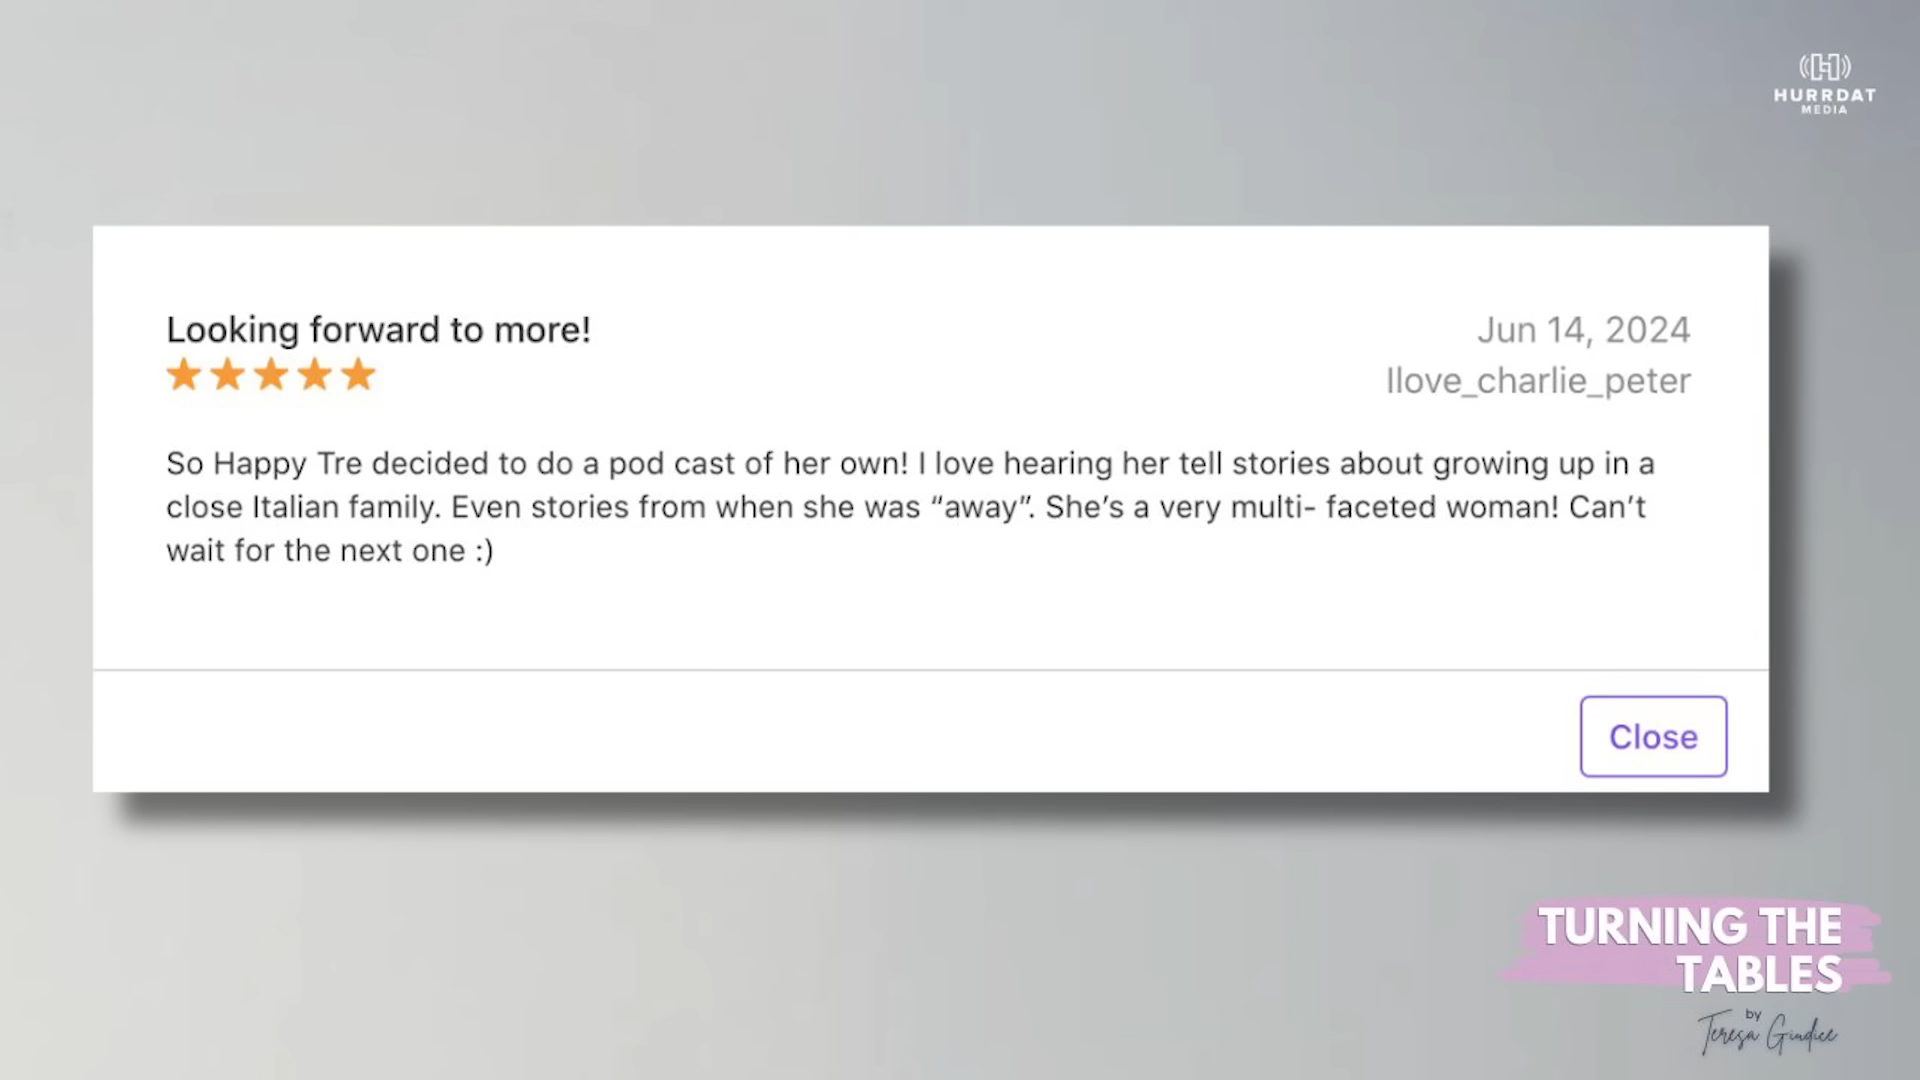 HURRDAT
MEDIA
Looking forward to more!
Jun 14, 2024
Ilove_charlie_peter
So Happy Tre decided to do a pod cast of her own! I love hearing her tell stories about growing up in a
close Italian family. Even stories from when she was “away”. She’s a very multi- faceted woman! Can’t
wait for the next one :)
Close
TURNING THE
TABLES
by
Teresa Giudice